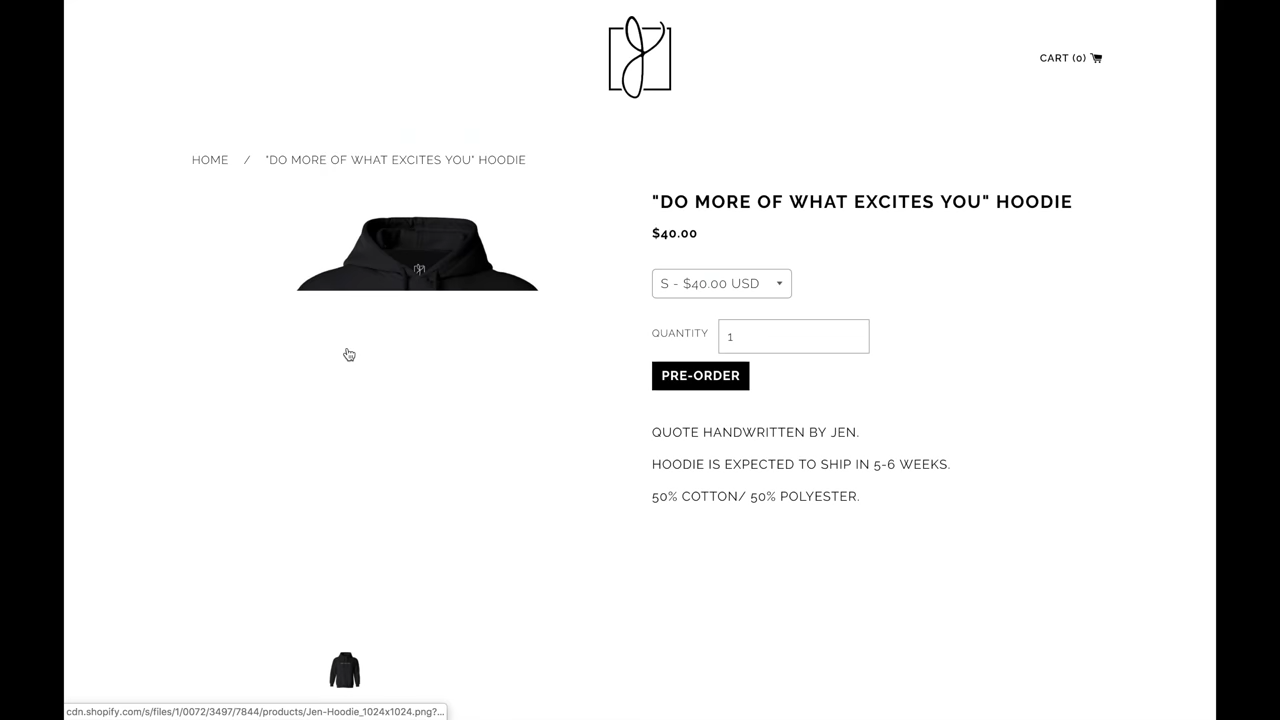 CART (0)
HOME / "DO MORE OF WHAT EXCITES YOU" HOODIE
"DO MORE OF WHAT EXCITES YOU" HOODIE
$40.00
S - $40.00 USD
QUANTITY 1
PRE-ORDER
QUOTE HANDWRITTEN BY JEN.
HOODIE IS EXPECTED TO SHIP IN 5-6 WEEKS.
50% COTTON/ 50% POLYESTER.
cdn.shopify.com/s/files/1/0072/3497/7844/products/Jen-Hoodie_1024x1024.png?...